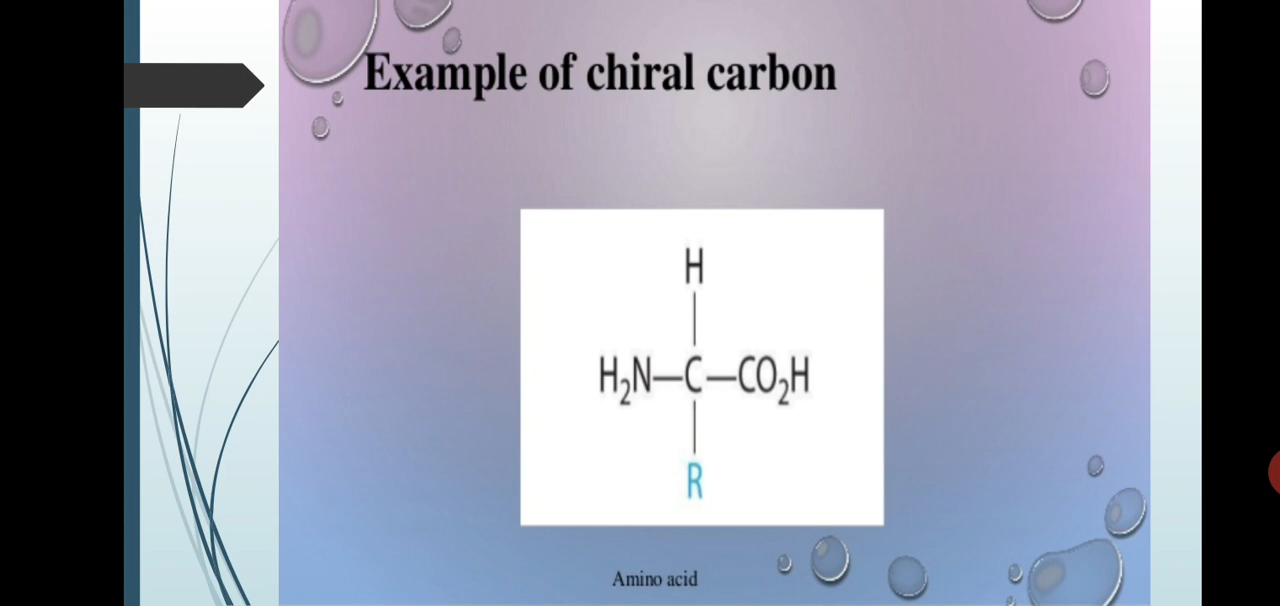 Example of chiral carbon
H
H₂N—C—CO₂H
R
Amino acid